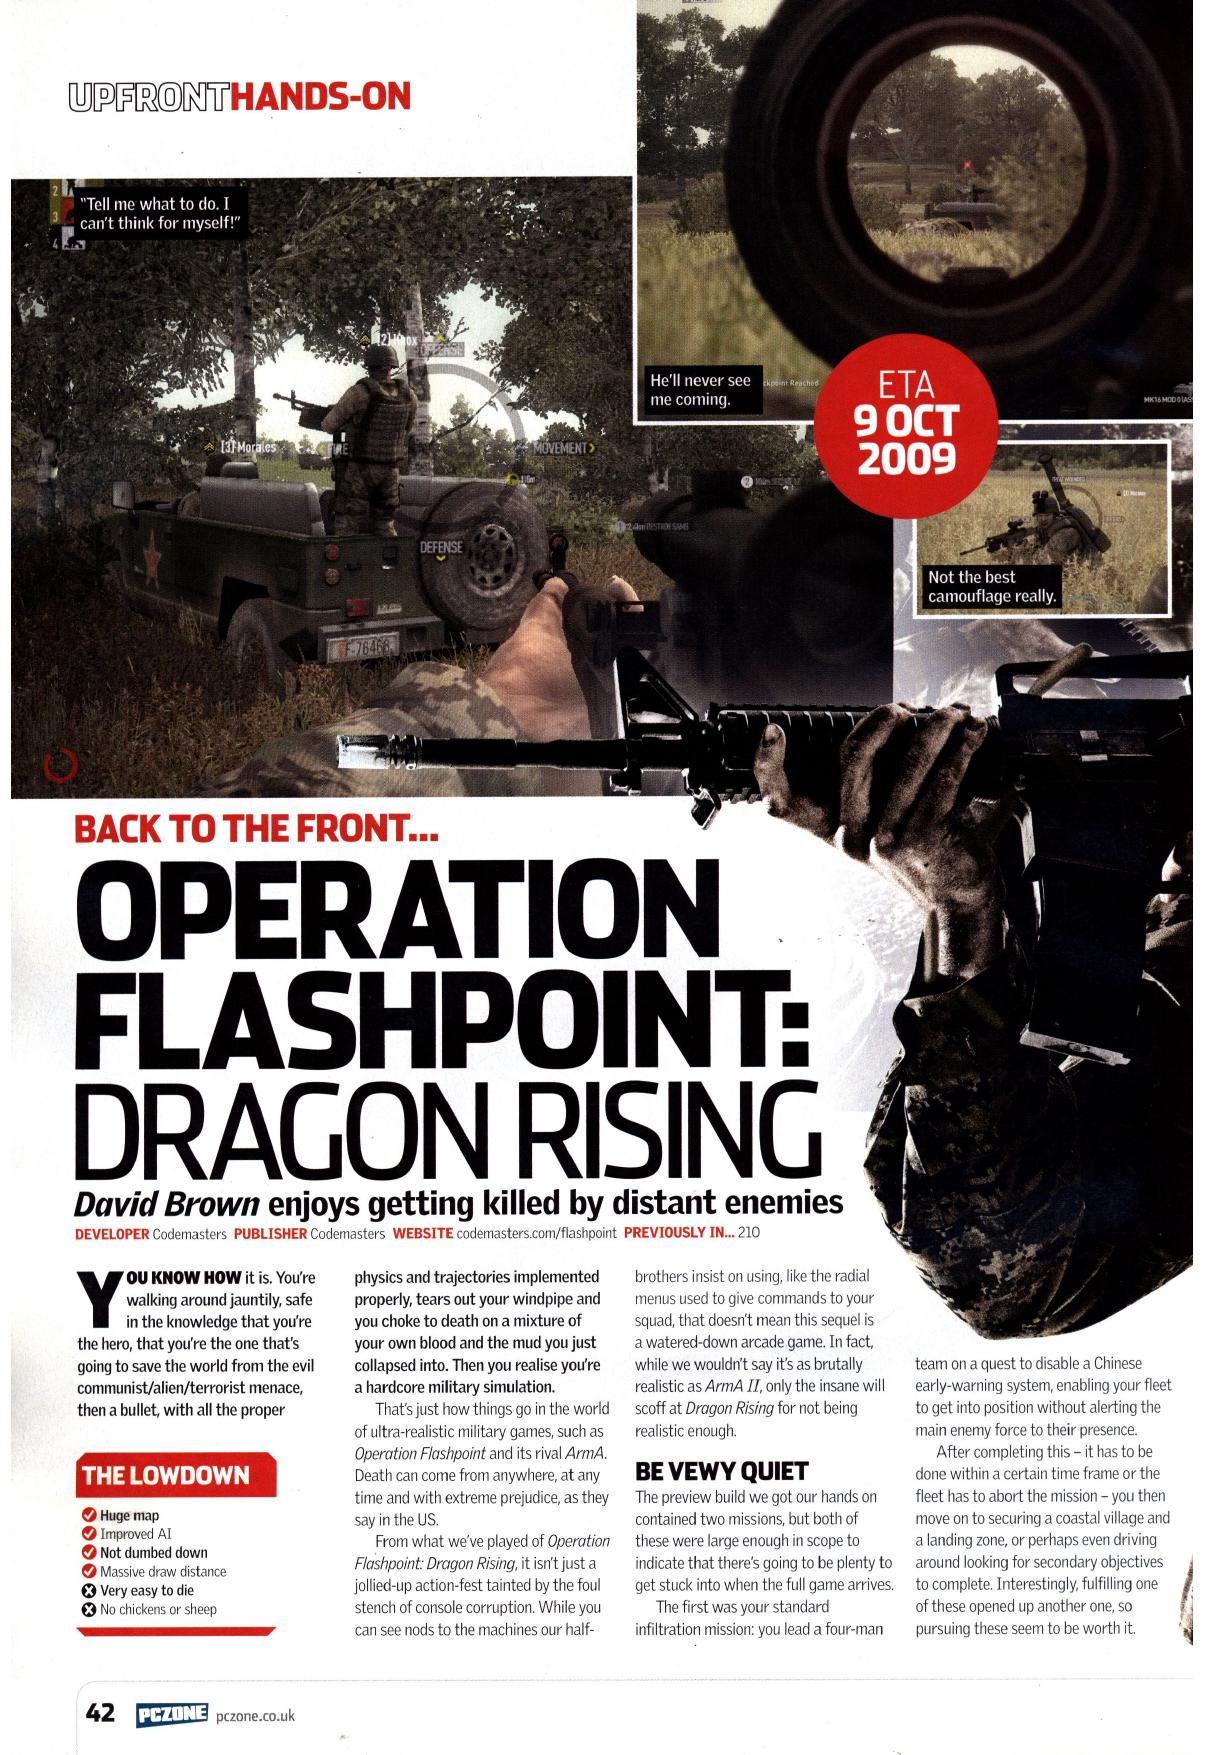 UPFRONTHANDS-ON
"Tell me what to do. I
can't think for myself!"
2
3
4
[2] Knox
OFFENSE
[3] Morales
FIRE
MOVEMENT
DEFENSE
F-76468
He'll never see
me coming.
ckpoint Reached
ETA
9 OCT
2009
Not the best
camouflage really.
BACK TO THE FRONT...
OPERATION
FLASHPOINT:
DRAGON RISING
David Brown enjoys getting killed by distant enemies
DEVELOPER Codemasters PUBLISHER Codemasters WEBSITE codemasters.com/flashpoint PREVIOUSLY IN... 210
YOU KNOW HOW it is. You're
walking around jauntily, safe
in the knowledge that you're
the hero, that you're the one that's
going to save the world from the evil
communist/alien/terrorist menace,
then a bullet, with all the proper
physics and trajectories implemented
properly, tears out your windpipe and
you choke to death on a mixture of
your own blood and the mud you just
collapsed into. Then you realise you're
a hardcore military simulation.
That's just how things go in the world
of ultra-realistic military games, such as
Operation Flashpoint and its rival ArmA.
Death can come from anywhere, at any
time and with extreme prejudice, as they
say in the US.
From what we've played of Operation
Flashpoint: Dragon Rising, it isn't just a
jollied-up action-fest tainted by the foul
stench of console corruption. While you
can see nods to the machines our half-
brothers insist on using, like the radial
menus used to give commands to your
squad, that doesn't mean this sequel is
a watered-down arcade game. In fact,
while we wouldn't say it's as brutally
realistic as ArmA II, only the insane will
scoff at Dragon Rising for not being
realistic enough.
BE VEWY QUIET
The preview build we got our hands on
contained two missions, but both of
these were large enough in scope to
indicate that there's going to be plenty to
get stuck into when the full game arrives.
The first was your standard
infiltration mission: you lead a four-man
team on a quest to disable a Chinese
early-warning system, enabling your fleet
to get into position without alerting the
main enemy force to their presence.
After completing this – it has to be
done within a certain time frame or the
fleet has to abort the mission – you then
move on to securing a coastal village and
a landing zone, or perhaps even driving
around looking for secondary objectives
to complete. Interestingly, fulfilling one
of these opened up another one, so
pursuing these seem to be worth it.
THE LOWDOWN
Huge map
Improved AI
Not dumbed down
Massive draw distance
Very easy to die
No chickens or sheep
42 PCZONE pczone.co.uk